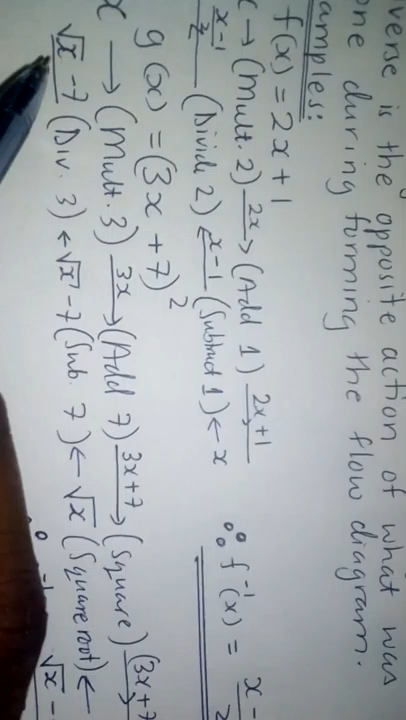 verse is the opposite action of what was
one during forming the flow diagram.
amples:
f(x) = 2x + 1
x → (Mult. 2) 2x → (Add 1) 2x+1
x-1/2 (Divide 2) ← x-1 (Subtract 1) ← x
∴ f⁻¹(x) = x-
g(x) = (3x + 7)²
x → (Mult. 3) 3x → (Add 7) 3x+7 → (Square) (3x+7
√x - 7 (Div. 3) ← √x - 7 (Sub. 7) ← √x (Square root) ←
√x -